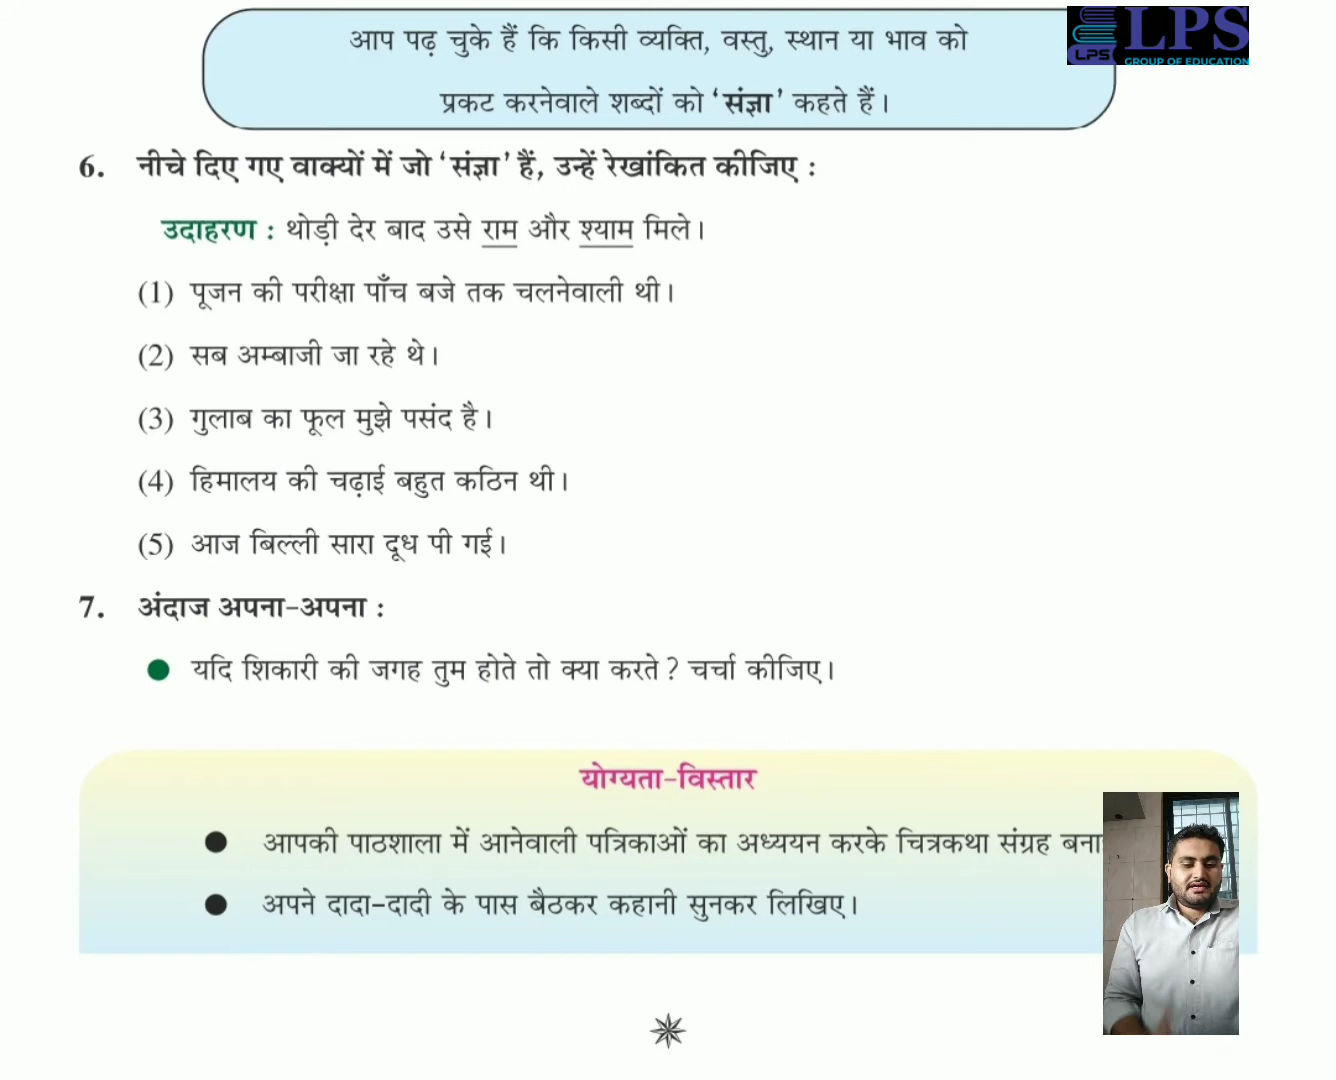 आप पढ़ चुके हैं कि किसी व्यक्ति, वस्तु, स्थान या भाव को
प्रकट करनेवाले शब्दों को ‘संज्ञा’ कहते हैं।
LPS
LPS
GROUP OF EDUCATION
6. नीचे दिए गए वाक्यों में जो ‘संज्ञा’ हैं, उन्हें रेखांकित कीजिए :
उदाहरण : थोड़ी देर बाद उसे राम और श्याम मिले।
(1) पूजन की परीक्षा पाँच बजे तक चलनेवाली थी।
(2) सब अम्बाजी जा रहे थे।
(3) गुलाब का फूल मुझे पसंद है।
(4) हिमालय की चढ़ाई बहुत कठिन थी।
(5) आज बिल्ली सारा दूध पी गई।
7. अंदाज अपना-अपना :
● यदि शिकारी की जगह तुम होते तो क्या करते ? चर्चा कीजिए।
योग्यता-विस्तार
● आपकी पाठशाला में आनेवाली पत्रिकाओं का अध्ययन करके चित्रकथा संग्रह
● अपने दादा-दादी के पास बैठकर कहानी सुनकर लिखिए।